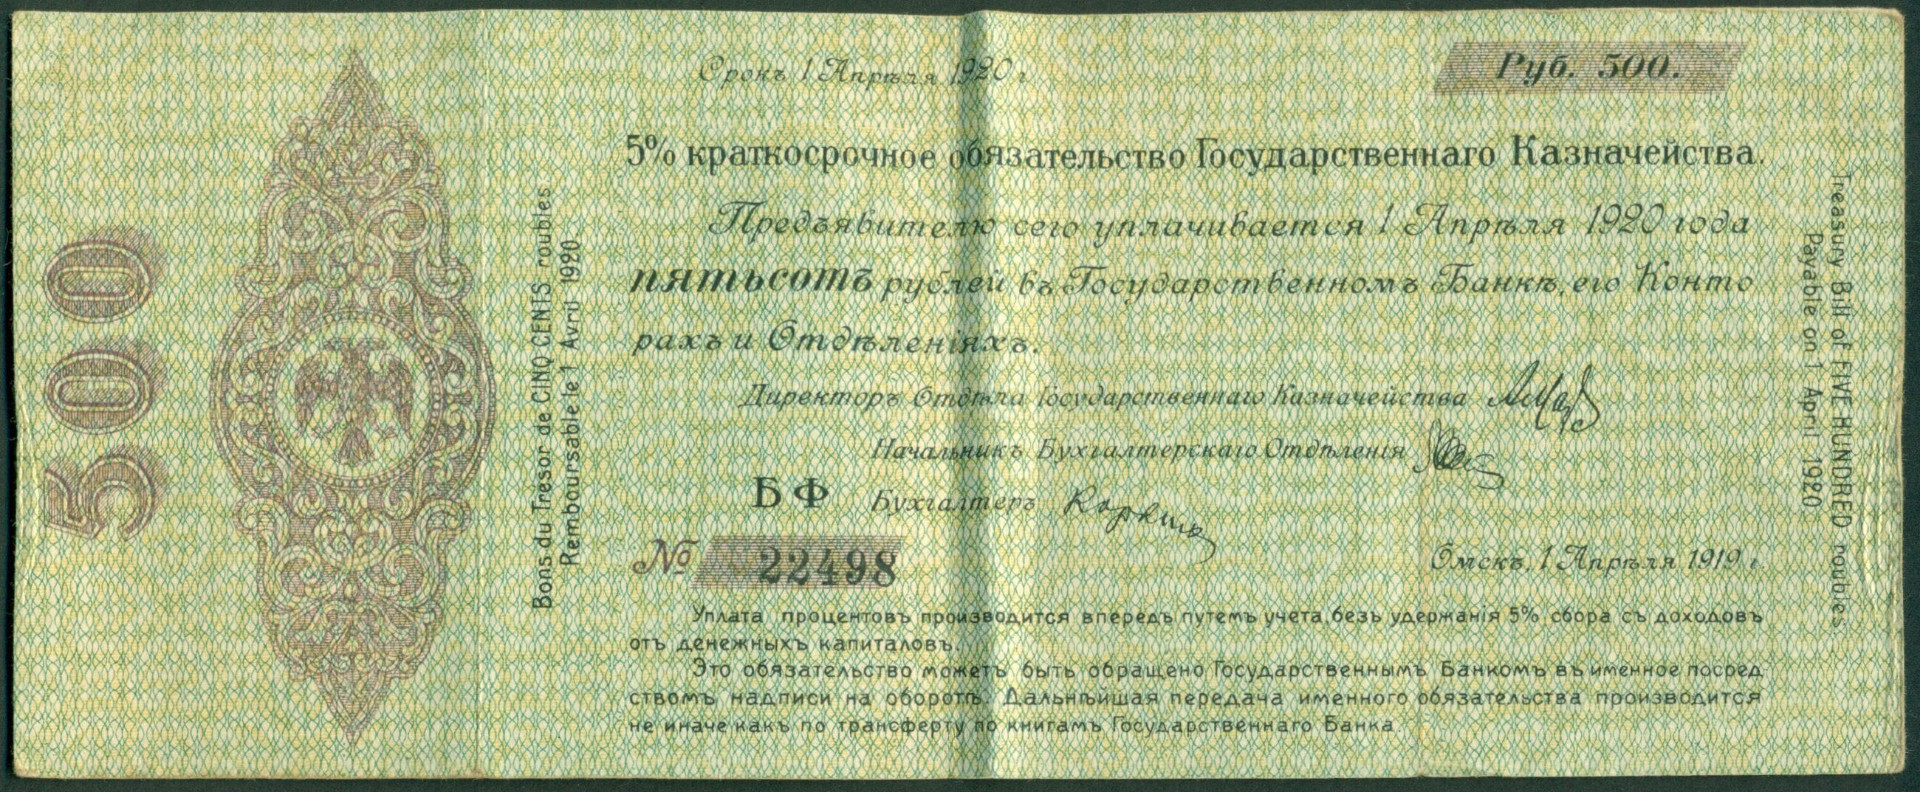 500
Bons du Tresor de CINQ CENTS roubles
Remboursable le 1 Avril 1920.
Срокъ 1 Апрѣля 1920 г.
Руб. 500.
5% краткосрочное обязательство Государственнаго Казначейства.
Предъявителю сего уплачивается 1 Апрѣля 1920 года
пятьсотъ рублей въ Государственномъ Банкѣ, его Конто
рахъ и Отдѣленіяхъ.
Директоръ Отдѣла Государственнаго Казначейства
Начальникъ Бухгалтерскаго Отдѣленія
БФ Бухгалтеръ
№ 22498
Омскъ, 1 Апрѣля 1919 г.
Уплата процентовъ производится впередъ путемъ учета, безъ удержанія 5% сбора съ доходовъ
отъ денежныхъ капиталовъ.
Это обязательство можетъ быть обращено Государственнымъ Банкомъ въ именное посред
ствомъ надписи на оборотѣ. Дальнѣйшая передача именного обязательства производится
не иначе какъ по трансферту по книгамъ Государственнаго Банка
Treasury Bill of FIVE HUNDRED roubles
Payable on 1 April 1920